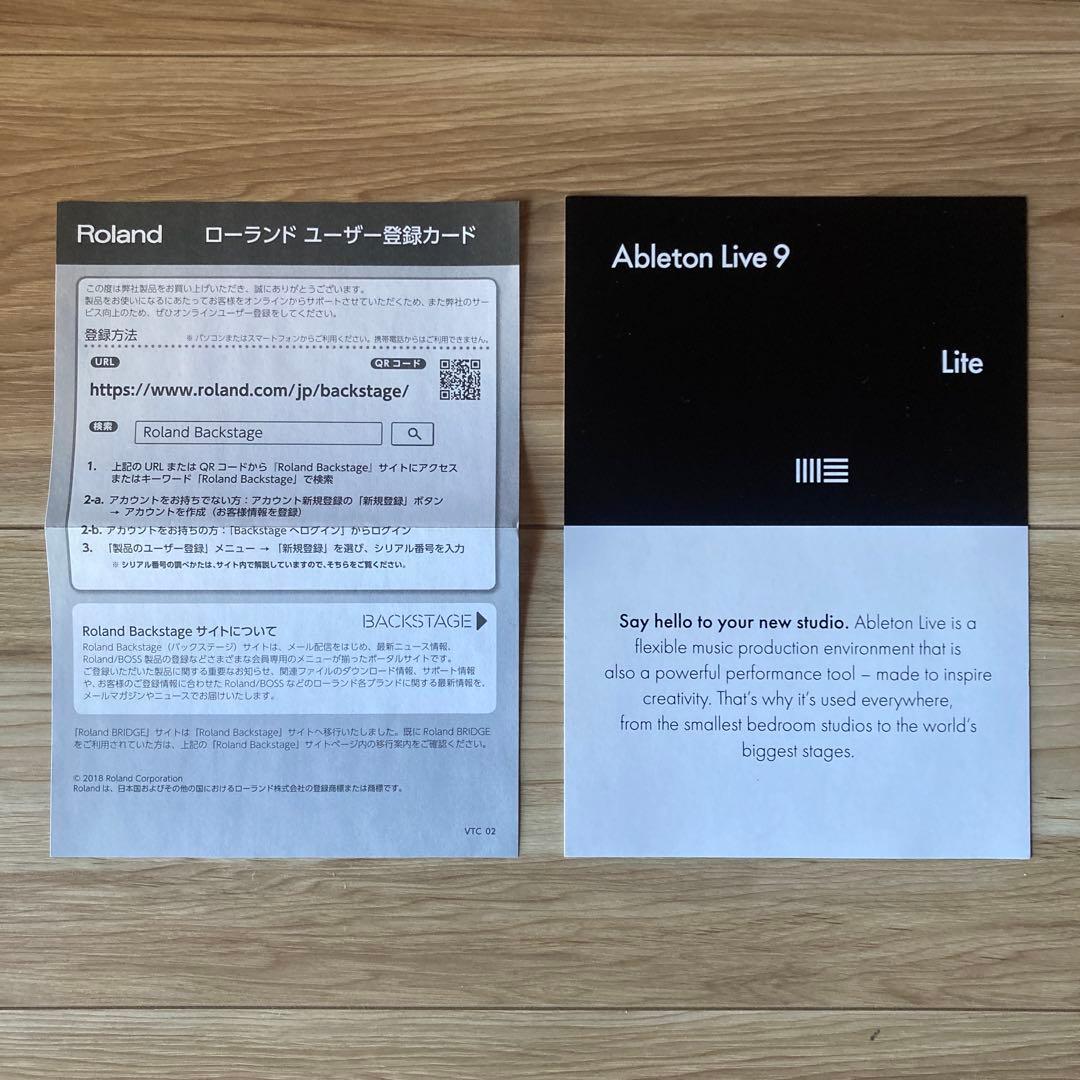 Roland
ローランド ユーザー登録カード
この度は弊社製品をお買い上げいただき、誠にありがとうございます。
製品をお使いになるにあたってお客様をオンラインからサポートさせていただくため、また弊社のサー
ビス向上のため、ぜひオンラインユーザー登録をしてください。
登録方法
※ パソコンまたはスマートフォンからご利用ください。携帯電話からはご利用できません。
URL
QRコード
https://www.roland.com/jp/backstage/
検索
Roland Backstage
1. 上記の URL または QR コードから「Roland Backstage」サイトにアクセス
またはキーワード「Roland Backstage」で検索
2-a. アカウントをお持ちでない方：アカウント新規登録の「新規登録」ボタン
→ アカウントを作成（お客様情報を登録）
2-b. アカウントをお持ちの方：「Backstage へログイン」からログイン
3. 「製品のユーザー登録」メニュー → 「新規登録」を選び、シリアル番号を入力
※ シリアル番号の調べかたは、サイト内で解説していますので、そちらをご覧ください。
Roland Backstage サイトについて
BACKSTAGE
Roland Backstage（バックステージ）サイトは、メール配信をはじめ、最新ニュース情報、
Roland/BOSS 製品の登録などさまざまな会員専用のメニューが揃ったポータルサイトです。
ご登録いただいた製品に関する重要なお知らせ、関連ファイルのダウンロード情報、サポート情報
や、お客様のご登録情報に合わせた Roland/BOSS などのローランド各ブランドに関する最新情報を、
メールマガジンやニュースでお届けいたします。
「Roland BRIDGE」サイトは「Roland Backstage」サイトへ移行いたしました。既に Roland BRIDGE
をご利用されていた方は、上記の「Roland Backstage」サイトページ内の移行案内をご確認ください。
© 2018 Roland Corporation
Roland は、日本国およびその他の国におけるローランド株式会社の登録商標または商標です。
VTC 02
Ableton Live 9
Lite
Say hello to your new studio. Ableton Live is a
flexible music production environment that is
also a powerful performance tool – made to inspire
creativity. That's why it's used everywhere,
from the smallest bedroom studios to the world's
biggest stages.